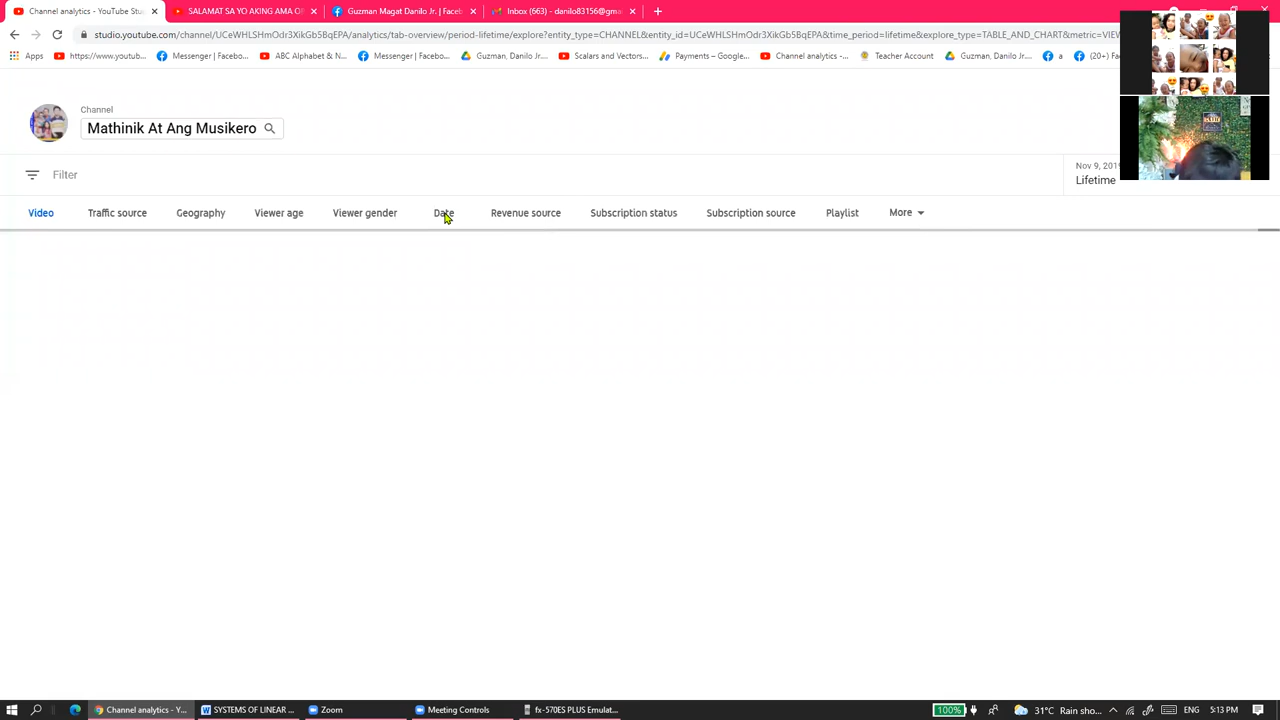 Channel analytics - YouTube Stu
SALAMAT SA YO AKING AMA
Guzman Magat Danilo Jr. | Faceb
Inbox (663) - danilo83156@gma
studio.youtube.com/channel/UCeWHLSHmOdr3XikGb5BqEPA/analytics/tab-overview/period-lifetime/explore?entity_type=CHANNEL&entity_id=UCeWHLSHmOdr3XikGb5BqEPA&time_period=lifetime&explore_type=TABLE_AND_CHART&metric=VIE
Apps https://www.youtub... Messenger | Facebo... ABC Alphabet & N... Messenger | Facebo... Guzman, Danilo Jr.... Scalars and Vectors... Payments – Google... Channel analytics -... Teacher Account Guzman, Danilo Jr.... a (20+)
Channel
Mathinik At Ang Musikero
Filter
Nov 9, 201
Lifetime
Video Traffic source Geography Viewer age Viewer gender Date Revenue source Subscription status Subscription source Playlist More
Channel analytics - Y... SYSTEMS OF LINEAR ... Zoom Meeting Controls fx-570ES PLUS Emulat... 100% 31°C Rain sho... ENG 5:13 PM